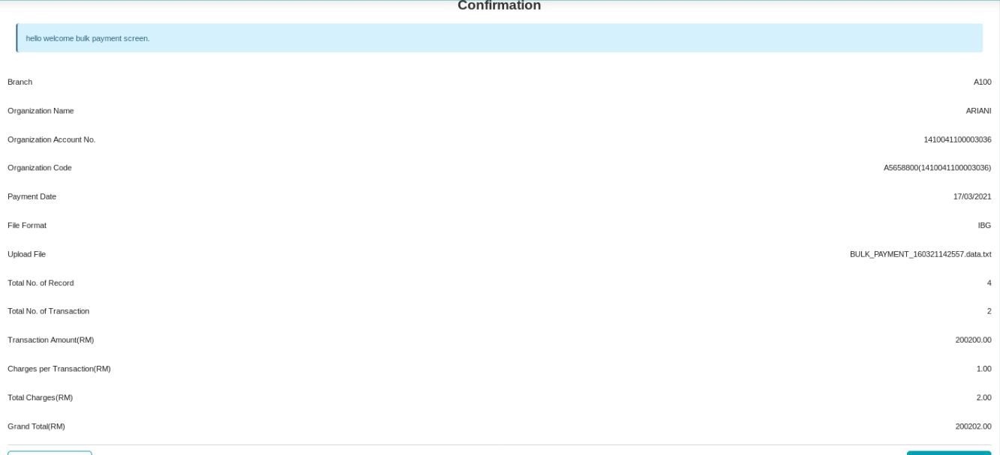 Confirmation
hello welcome bulk payment screen.
Branch A100
Organization Name ARIANI
Organization Account No. 1410041100003036
Organization Code A5658800(1410041100003036)
Payment Date 17/03/2021
File Format IBG
Upload File BULK_PAYMENT_160321142557.data.txt
Total No. of Record 4
Total No. of Transaction 2
Transaction Amount(RM) 200200.00
Charges per Transaction(RM) 1.00
Total Charges(RM) 2.00
Grand Total(RM) 200202.00